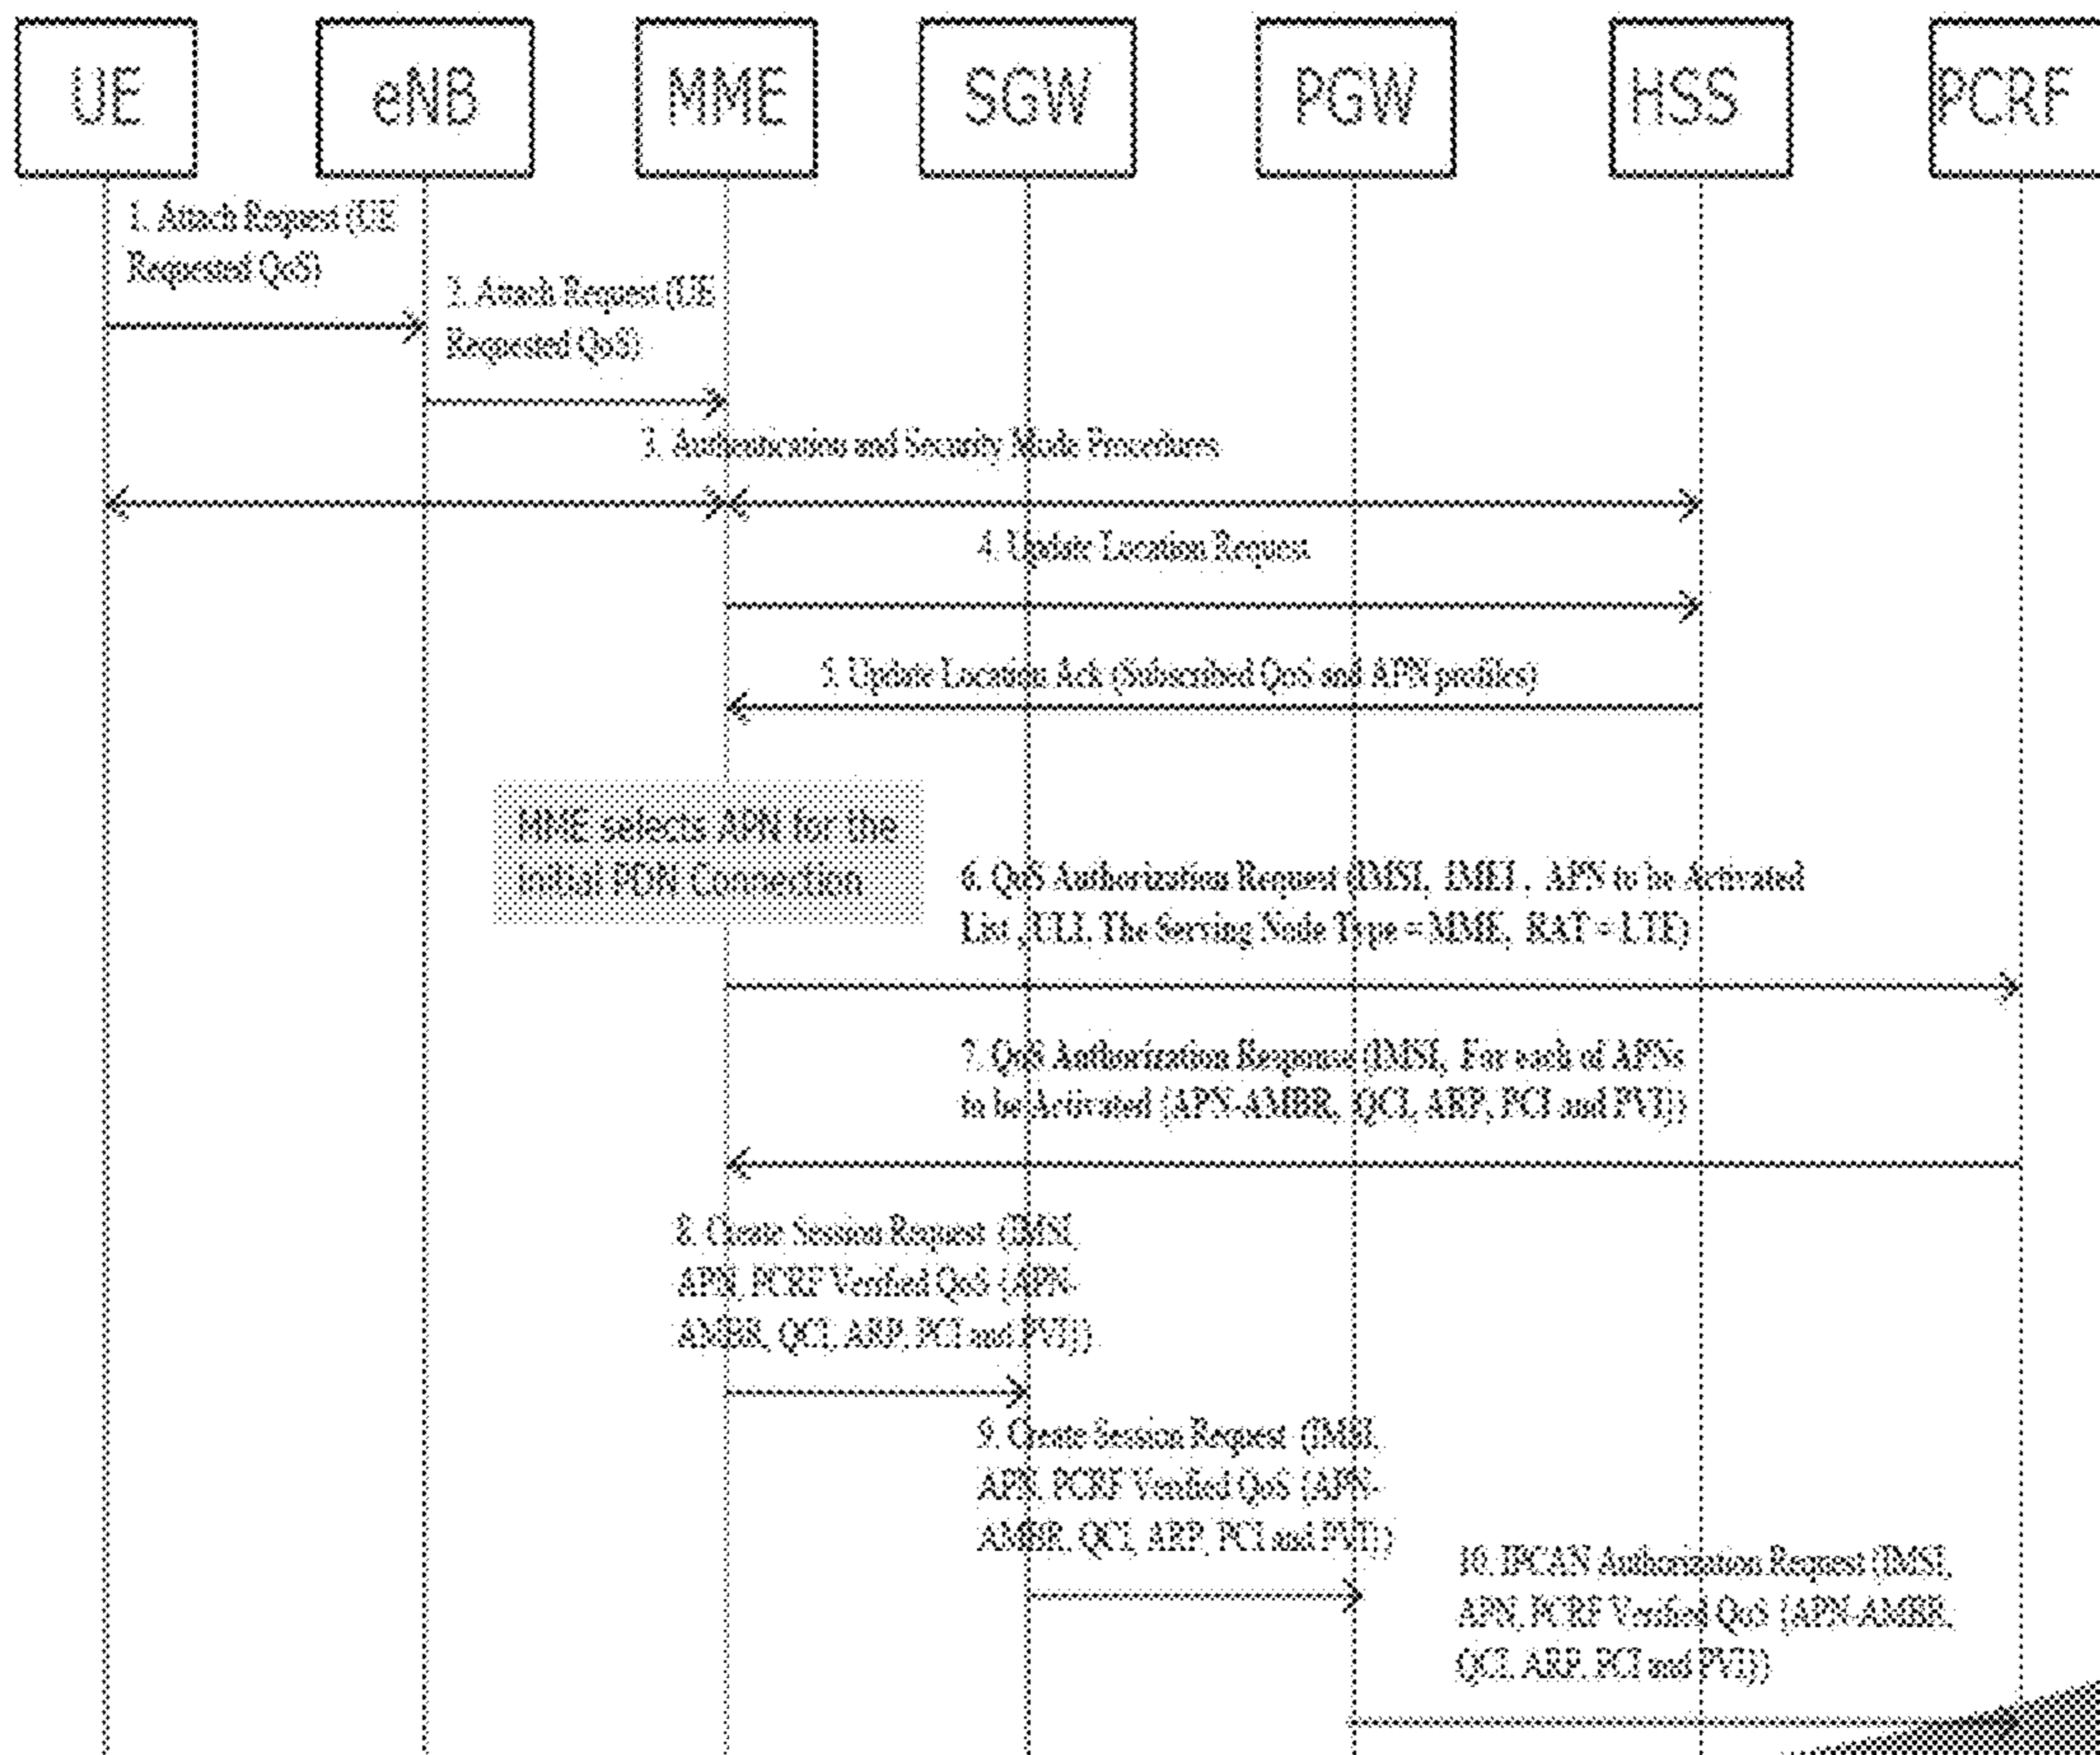 UE
eNB
MME
SGW
PGW
HSS
PCRF
1. Attach Request (UE
Requested QoS)
2. Attach Request (UE
Requested QoS)
3. Authentication and Security Mode Procedures
4. Update Location Request
5. Update Location Ack (Subscribed QoS and APN profiles)
MME selects APN for the
initial PDN Connection
6. QoS Authorization Request (IMSI, IMEI, APN to be Activated
List, ULI, The Serving Node Type = MME, RAT = LTE)
7. QoS Authorization Response (IMSI, For each of APNs
to be Activated {APN-AMBR, QCI, ARP, PCI and PVI})
8. Create Session Request (IMSI,
APN, PCRF Verified QoS {APN-
AMBR, QCI, ARP, PCI and PVI})
9. Create Session Request (IMSI,
APN, PCRF Verified QoS {APN-
AMBR, QCI, ARP, PCI and PVI})
10. IPCAN Authorization Request (IMSI,
APN, PCRF Verified QoS {APN-AMBR,
QCI, ARP, PCI and PVI})